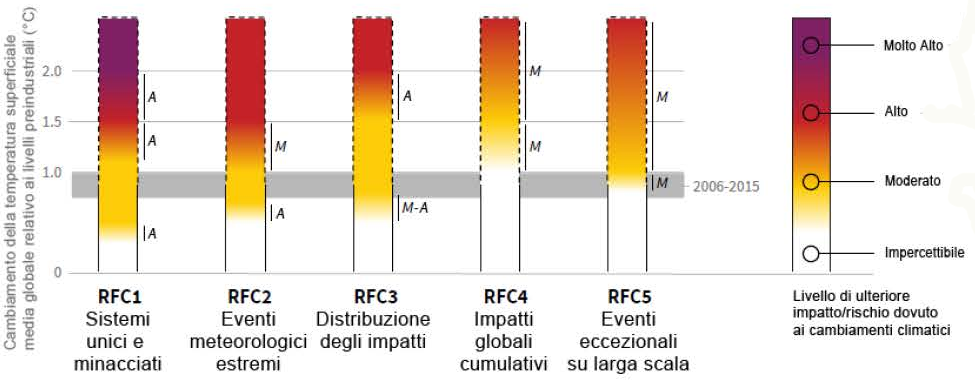 Cambiamento della temperatura superficiale
media globale relativo ai livelli preindustriali (°C)
2.0
1.5
1.0
0
A
A
A
M
A
A
M-A
M
M
M
M
2006-2015
RFC1
Sistemi
unici e
minacciati
RFC2
Eventi
meteorologici
estremi
RFC3
Distribuzione
degli impatti
RFC4
Impatti
globali
cumulativi
RFC5
Eventi
eccezionali
su larga scala
Molto Alto
Alto
Moderato
Impercettibile
Livello di ulteriore
impatto/rischio dovuto
ai cambiamenti climatici